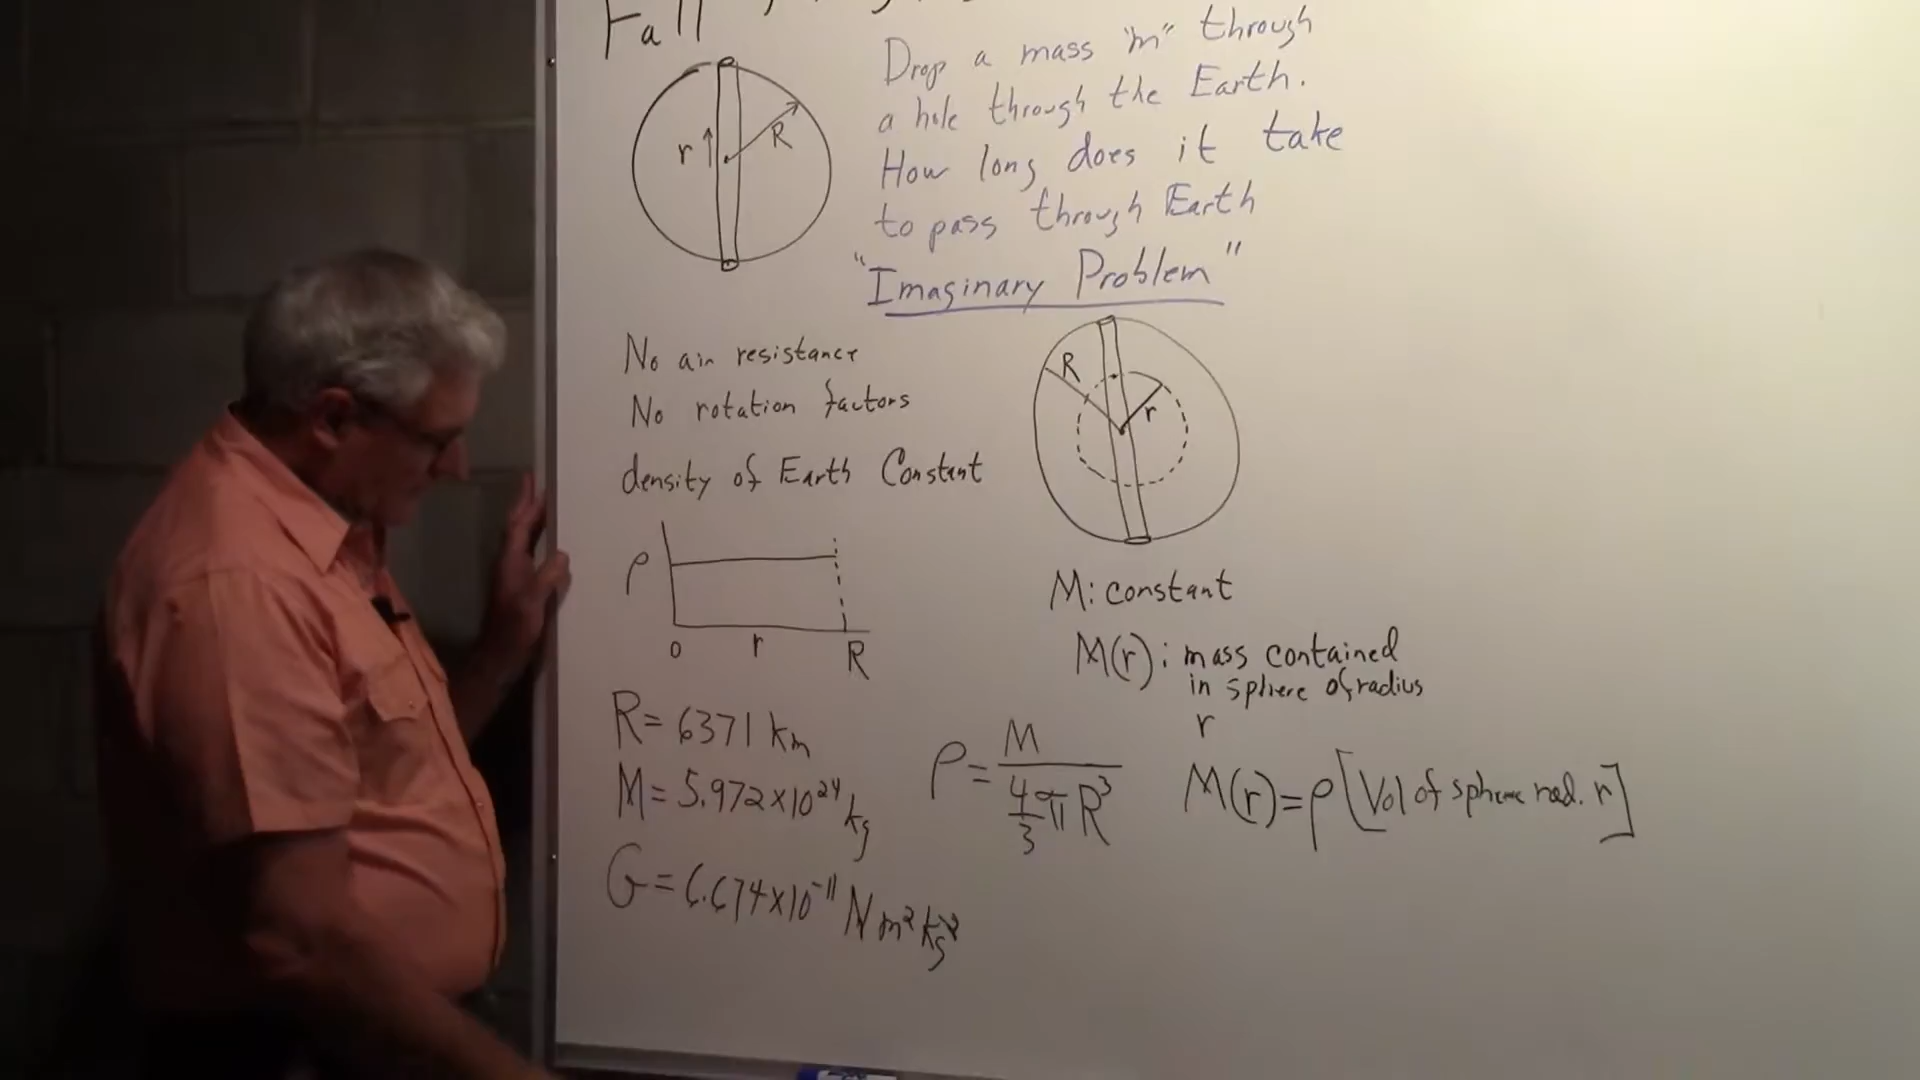 Fall
Drop a mass "m" through
a hole through the Earth.
How long does it take
to pass through Earth
"Imaginary Problem"
r R
No air resistance
No rotation factors
density of Earth Constant
R r
ρ
0 r R
M: constant
M(r): mass contained
in sphere of radius
r
R = 6371 km
M = 5.972 x 10²⁴ kg
G = 6.674 x 10⁻¹¹ N m² kg⁻²
ρ = M / (4/3 π R³)
M(r) = ρ [Vol of sphere rad. r]